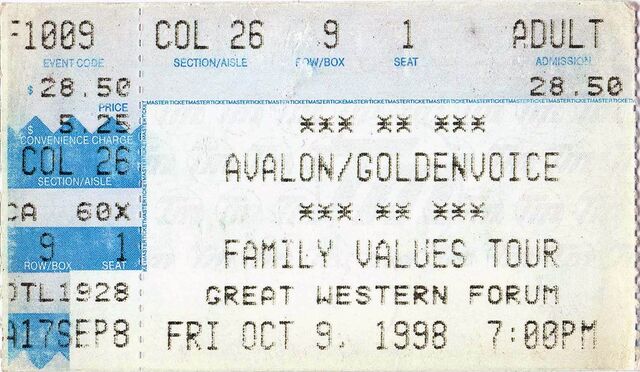 F1009 COL 26 9 1 ADULT
EVENT CODE SECTION/AISLE ROW/BOX SEAT ADMISSION
$ 28.50 28.50
PRICE
$ 5.25
CONVENIENCE CHARGE
COL 26
SECTION/AISLE
CA 60X
9 1
ROW/BOX SEAT
OTL1928
A17SEP8
*** ** ***
AVALON/GOLDENVOICE
*** ** ***
FAMILY VALUES TOUR
GREAT WESTERN FORUM
FRI OCT 9, 1998 7:00PM